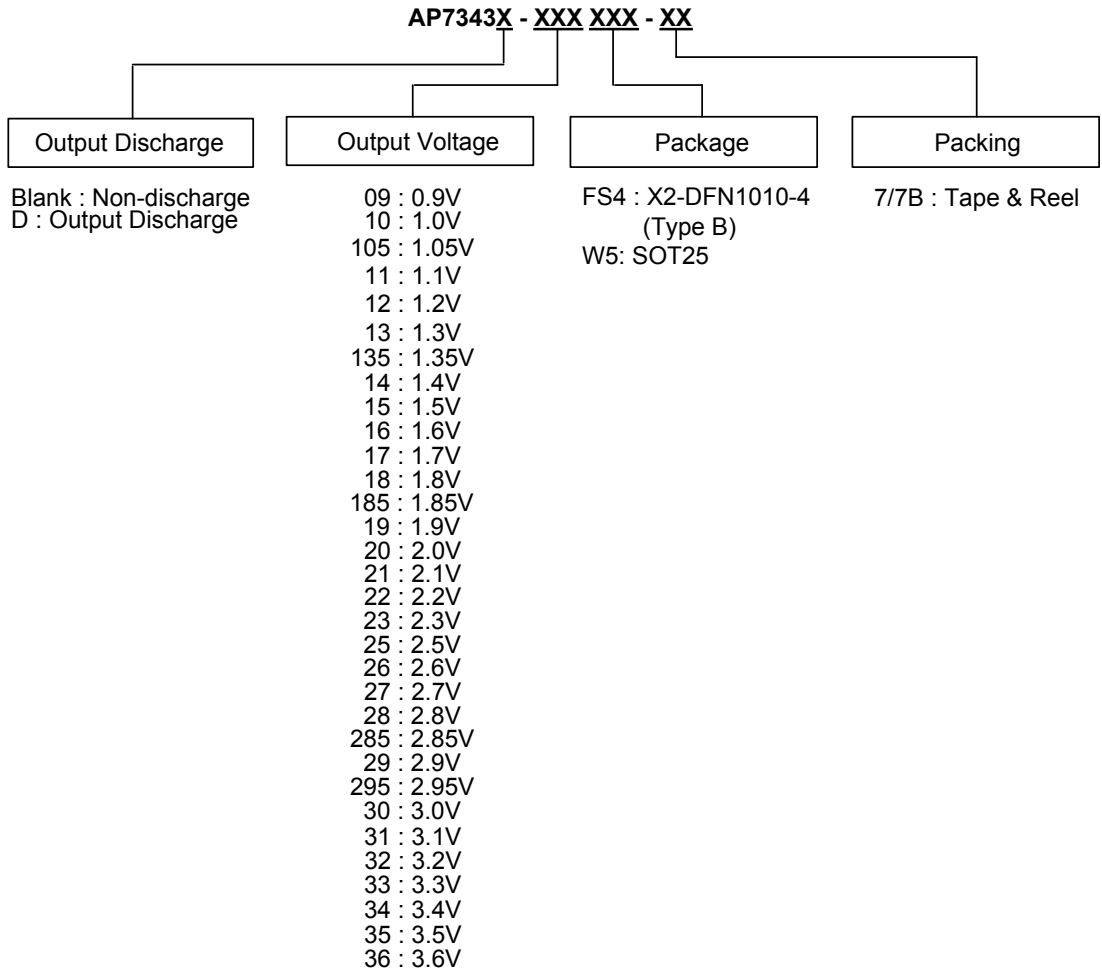 AP7343X - XXX XXX - XX
Output Discharge
Output Voltage
Package
Packing
Blank : Non-discharge
D : Output Discharge
09 : 0.9V
10 : 1.0V
105 : 1.05V
11 : 1.1V
12 : 1.2V
13 : 1.3V
135 : 1.35V
14 : 1.4V
15 : 1.5V
16 : 1.6V
17 : 1.7V
18 : 1.8V
185 : 1.85V
19 : 1.9V
20 : 2.0V
21 : 2.1V
22 : 2.2V
23 : 2.3V
25 : 2.5V
26 : 2.6V
27 : 2.7V
28 : 2.8V
285 : 2.85V
29 : 2.9V
295 : 2.95V
30 : 3.0V
31 : 3.1V
32 : 3.2V
33 : 3.3V
34 : 3.4V
35 : 3.5V
36 : 3.6V
FS4 : X2-DFN1010-4
(Type B)
W5: SOT25
7/7B : Tape & Reel